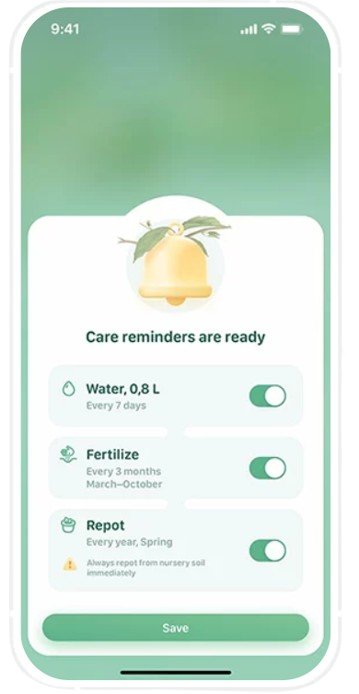 9:41
Care reminders are ready
Water, 0,8 L
Every 7 days
Fertilize
Every 3 months
March–October
Repot
Every year, Spring
Always repot from nursery soil
immediately
Save